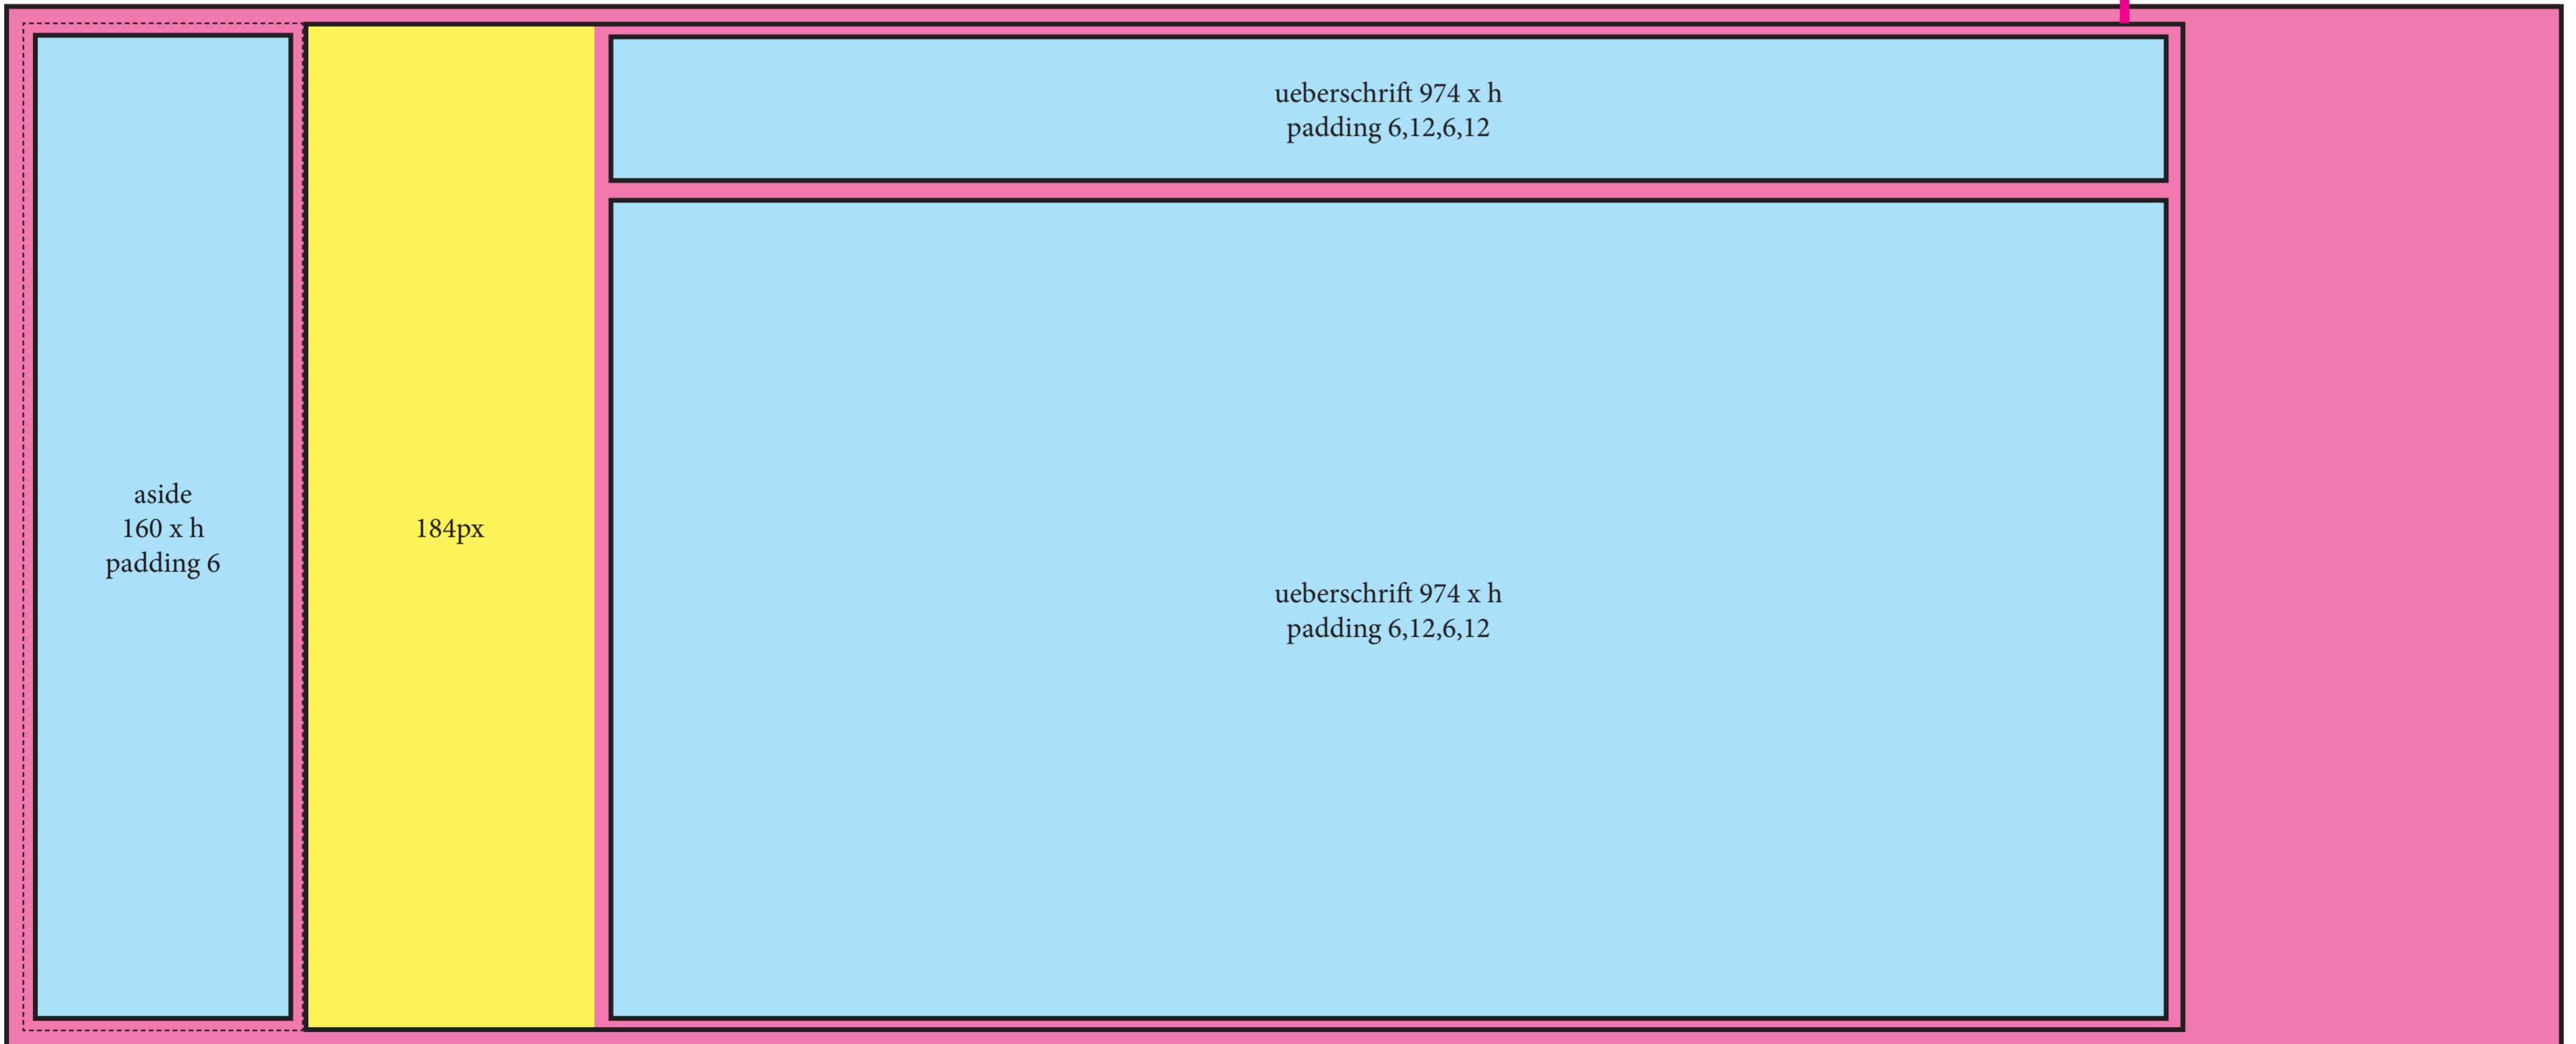 aside
160 x h
padding 6
184px
ueberschrift 974 x h
padding 6,12,6,12
ueberschrift 974 x h
padding 6,12,6,12